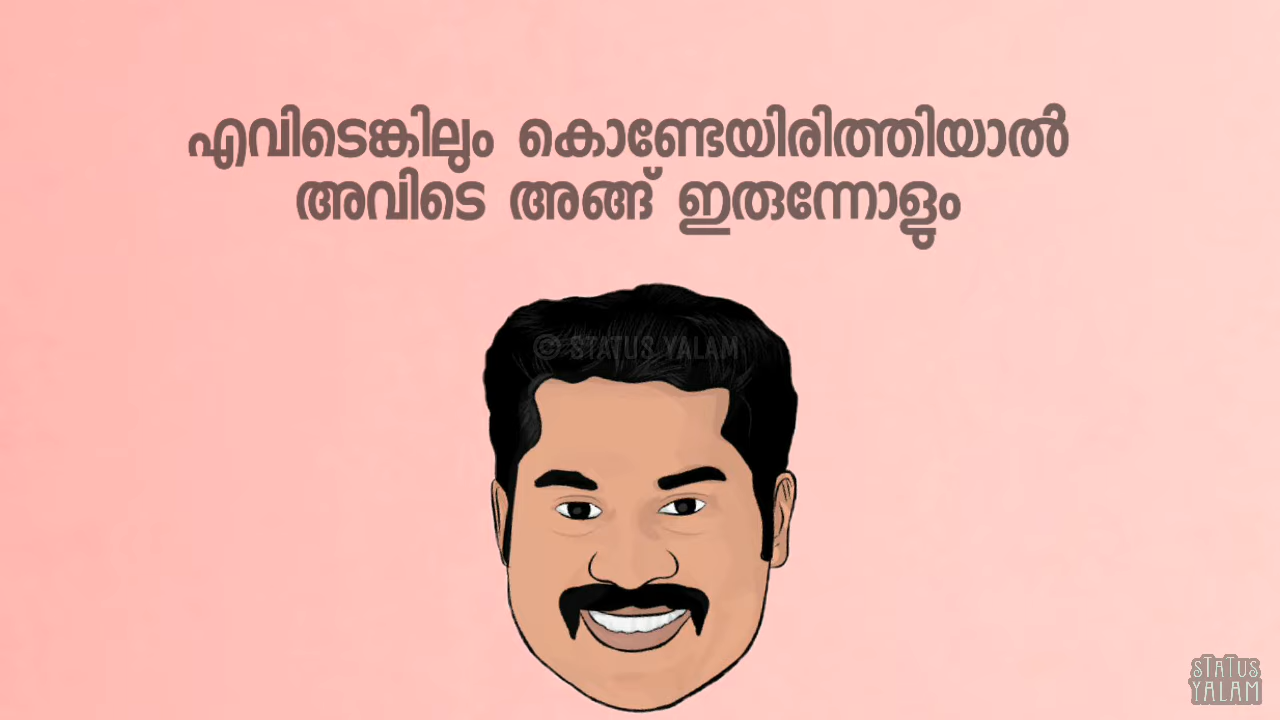 എവിടെങ്കിലും കൊണ്ടേയിരിത്തിയാൽ
അവിടെ അങ്ങ് ഇരുന്നോളും
© STATUS YALAM
STATUS
YALAM